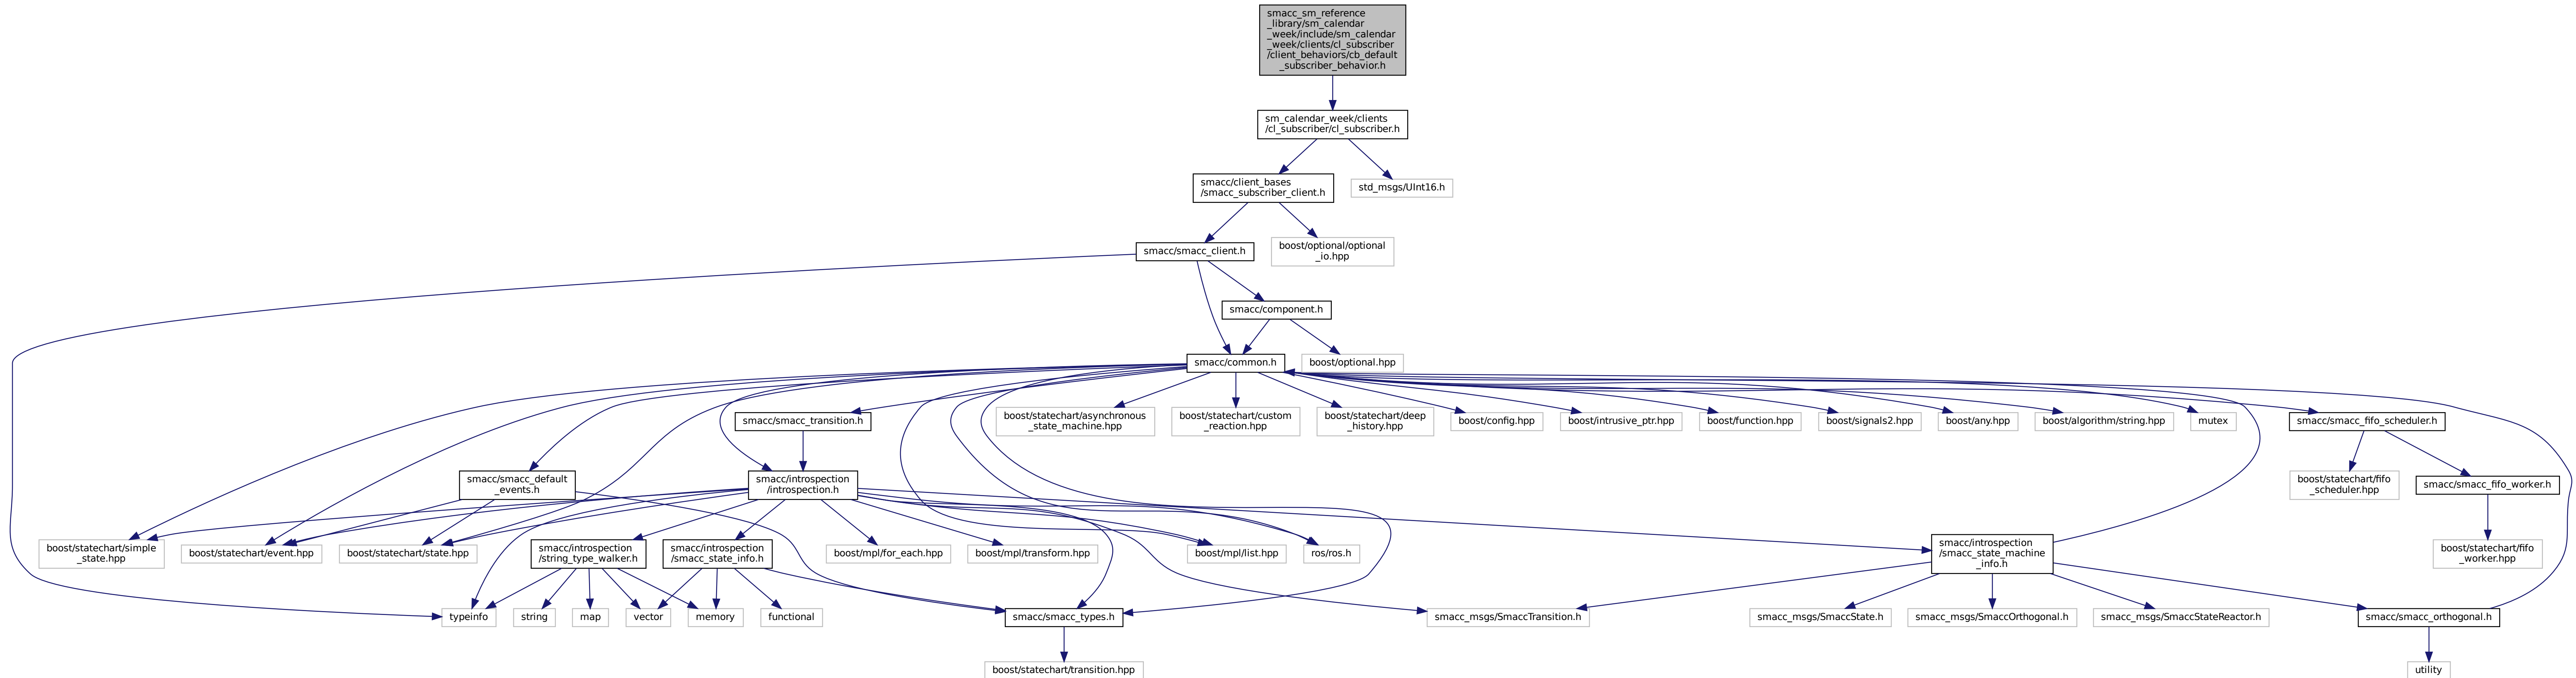 smacc_sm_reference
_library/sm_calendar
_week/include/sm_calendar
_week/clients/cl_subscriber
/client_behaviors/cb_default
_subscriber_behavior.h
sm_calendar_week/clients
/cl_subscriber/cl_subscriber.h
smacc/client_bases
/smacc_subscriber_client.h
std_msgs/UInt16.h
smacc/smacc_client.h
boost/optional/optional
_io.hpp
smacc/component.h
smacc/common.h
boost/optional.hpp
smacc/smacc_transition.h
boost/statechart/asynchronous
_state_machine.hpp
boost/statechart/custom
_reaction.hpp
boost/statechart/deep
_history.hpp
boost/config.hpp
boost/intrusive_ptr.hpp
boost/function.hpp
boost/signals2.hpp
boost/any.hpp
boost/algorithm/string.hpp
mutex
smacc/smacc_fifo_scheduler.h
smacc/smacc_default
_events.h
smacc/introspection
/introspection.h
boost/statechart/fifo
_scheduler.hpp
smacc/smacc_fifo_worker.h
boost/statechart/simple
_state.hpp
boost/statechart/event.hpp
boost/statechart/state.hpp
smacc/introspection
/string_type_walker.h
smacc/introspection
/smacc_state_info.h
boost/mpl/for_each.hpp
boost/mpl/transform.hpp
boost/mpl/list.hpp
ros/ros.h
smacc/introspection
/smacc_state_machine
_info.h
boost/statechart/fifo
_worker.hpp
typeinfo
string
map
vector
memory
functional
smacc/smacc_types.h
smacc_msgs/SmaccTransition.h
smacc_msgs/SmaccState.h
smacc_msgs/SmaccOrthogonal.h
smacc_msgs/SmaccStateReactor.h
smacc/smacc_orthogonal.h
boost/statechart/transition.hpp
utility